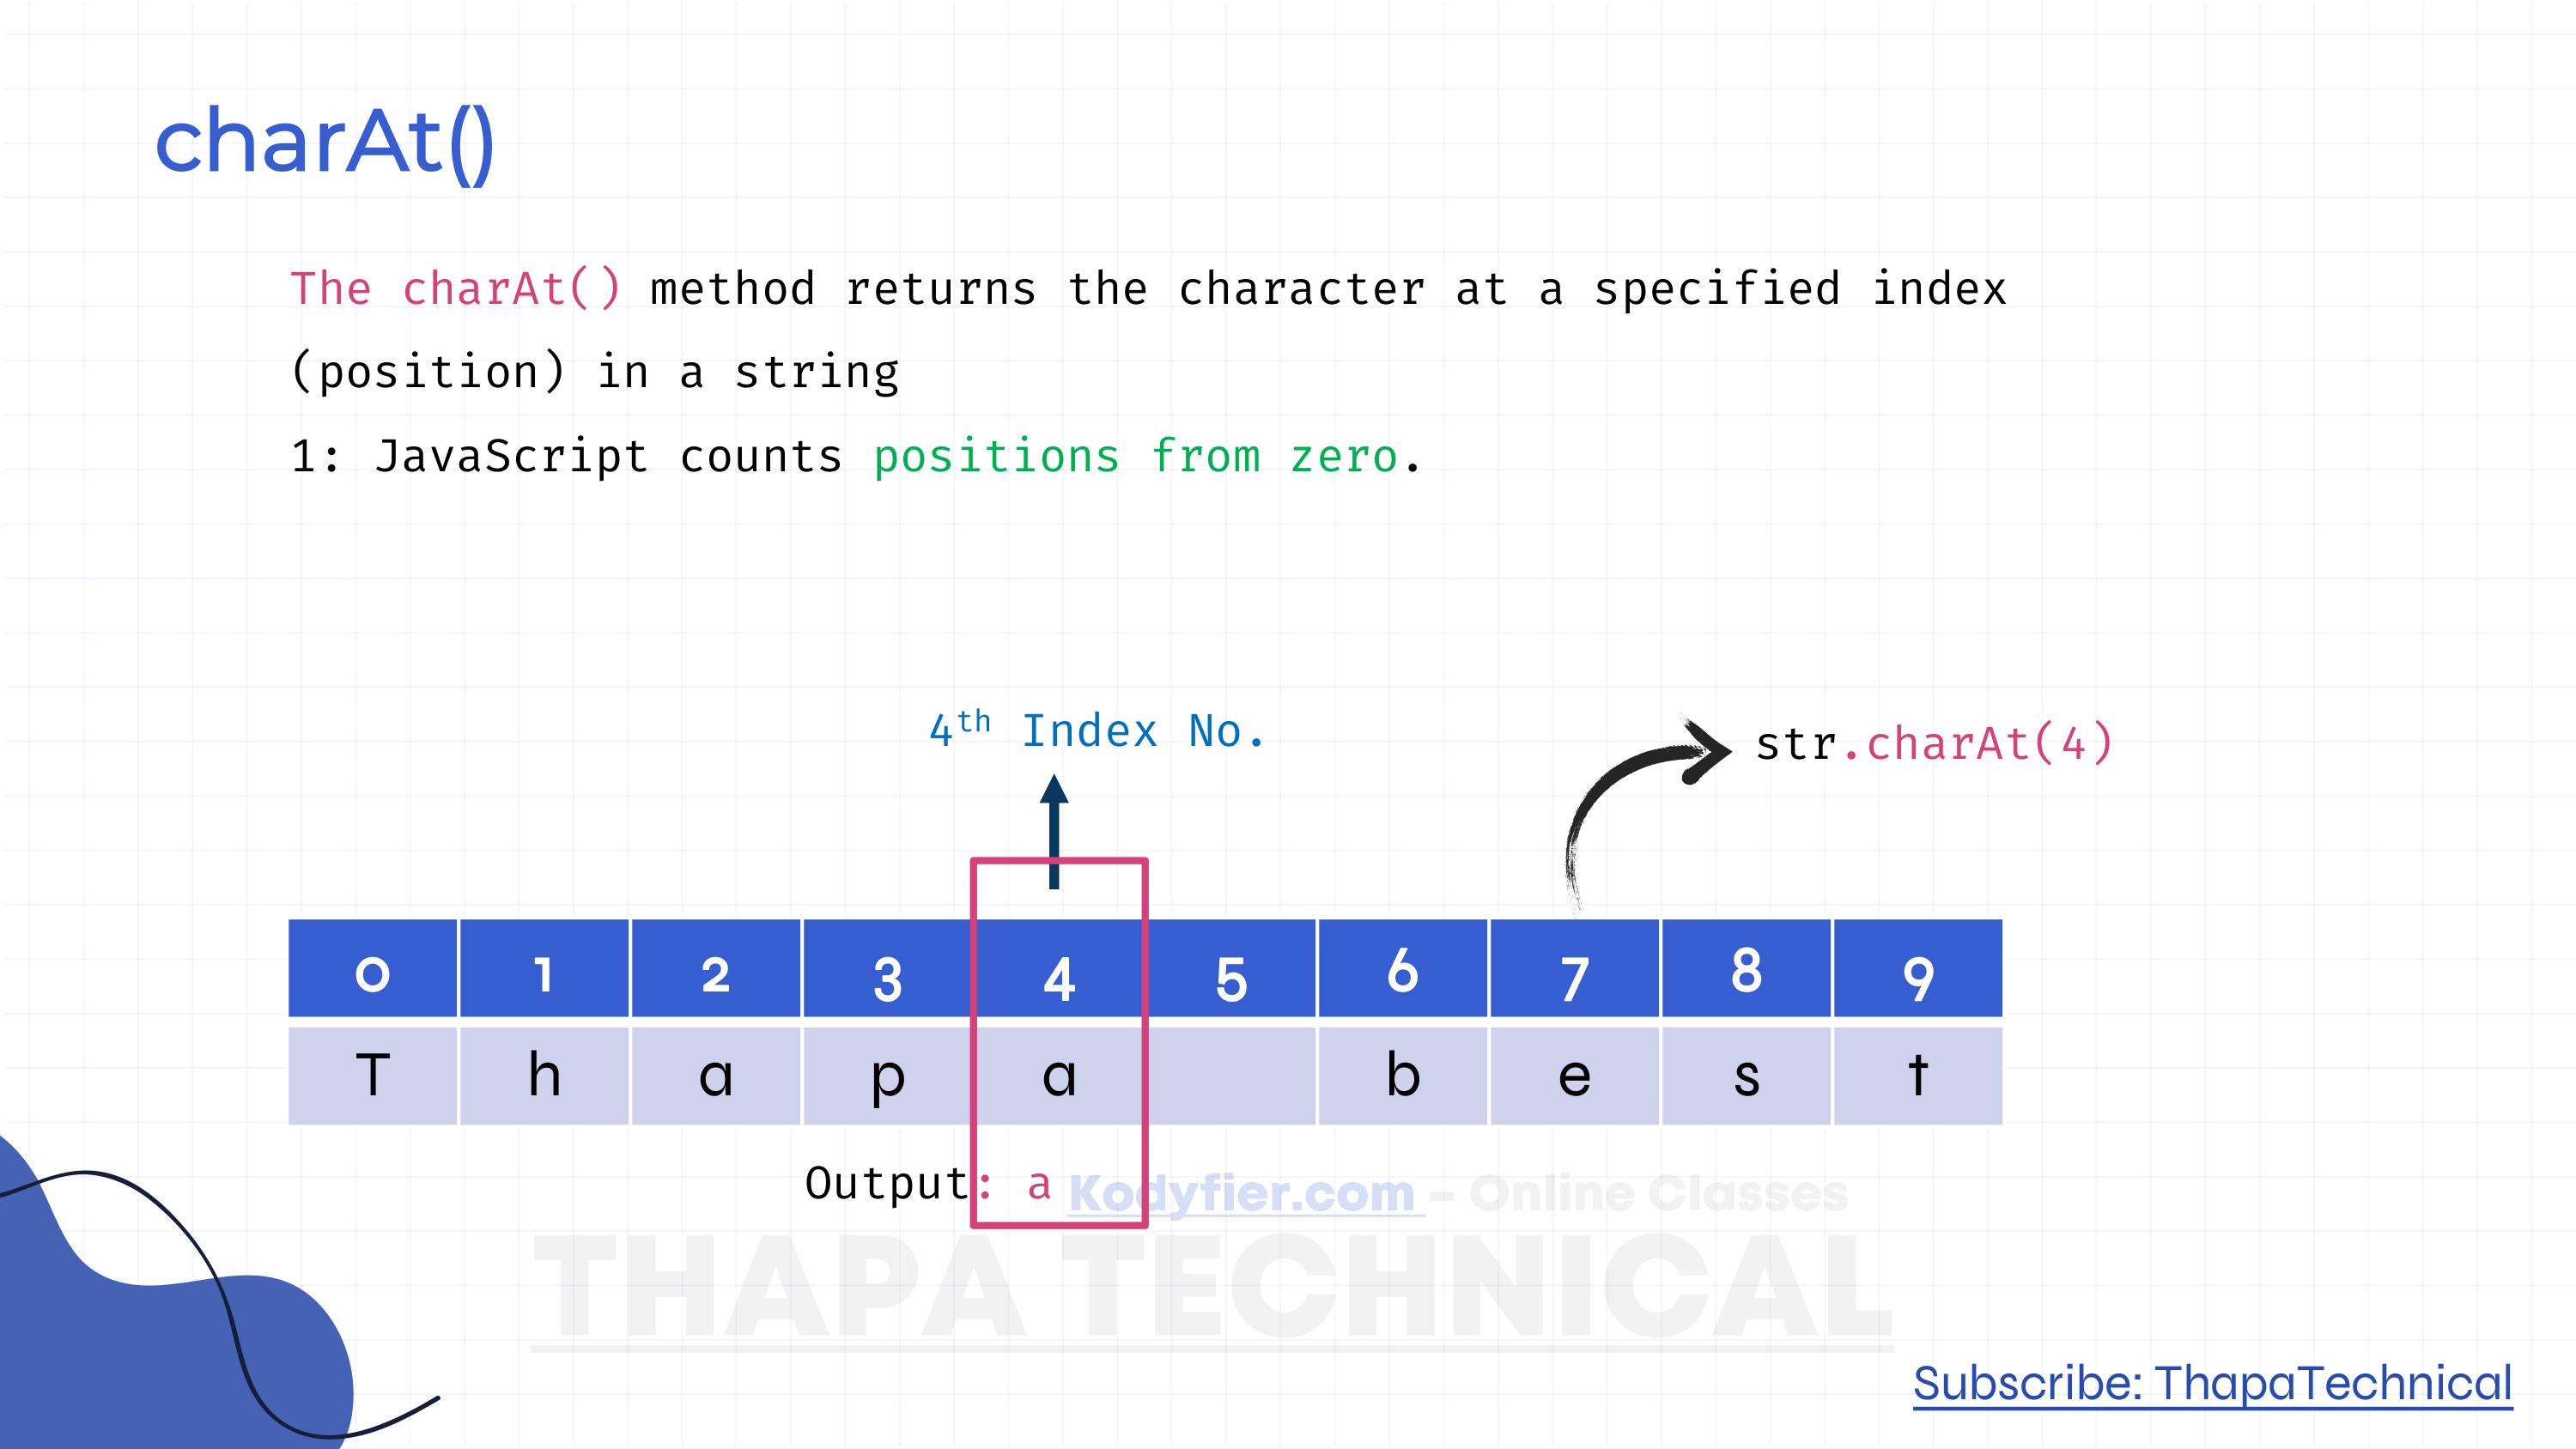 charAt()
The charAt() method returns the character at a specified index
(position) in a string
1: JavaScript counts positions from zero.
4th Index No.
str.charAt(4)
0 1 2 3 4 5 6 7 8 9
T h a p a b e s t
Output: a
Kodyfier.com - Online Classes
THAPA TECHNICAL
Subscribe: ThapaTechnical